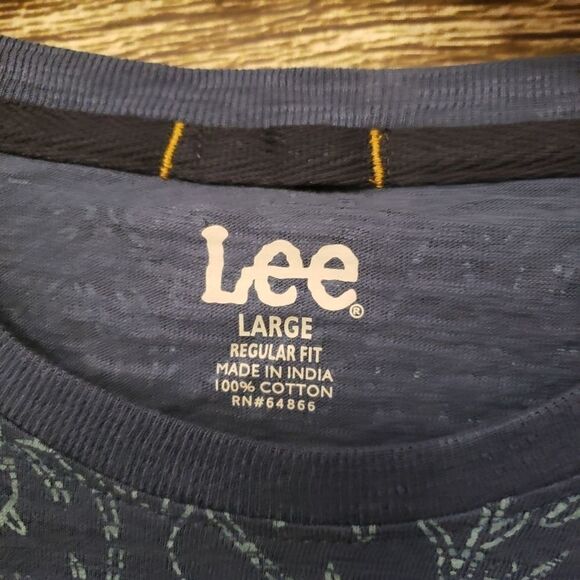 Lee®
LARGE
REGULAR FIT
MADE IN INDIA
100% COTTON
RN#64866